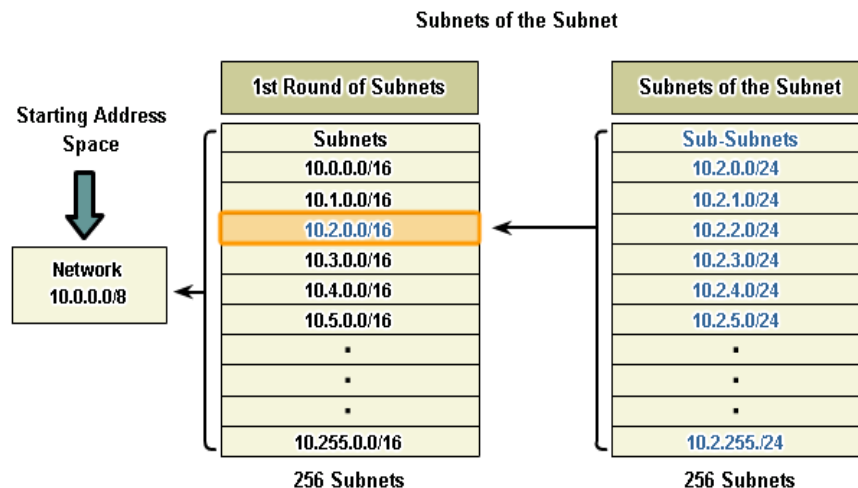 Subnets of the Subnet
Starting Address
Space
Network
10.0.0.0/8
1st Round of Subnets
Subnets
10.0.0.0/16
10.1.0.0/16
10.2.0.0/16
10.3.0.0/16
10.4.0.0/16
10.5.0.0/16
.
.
.
10.255.0.0/16
256 Subnets
Subnets of the Subnet
Sub-Subnets
10.2.0.0/24
10.2.1.0/24
10.2.2.0/24
10.2.3.0/24
10.2.4.0/24
10.2.5.0/24
.
.
.
10.2.255./24
256 Subnets